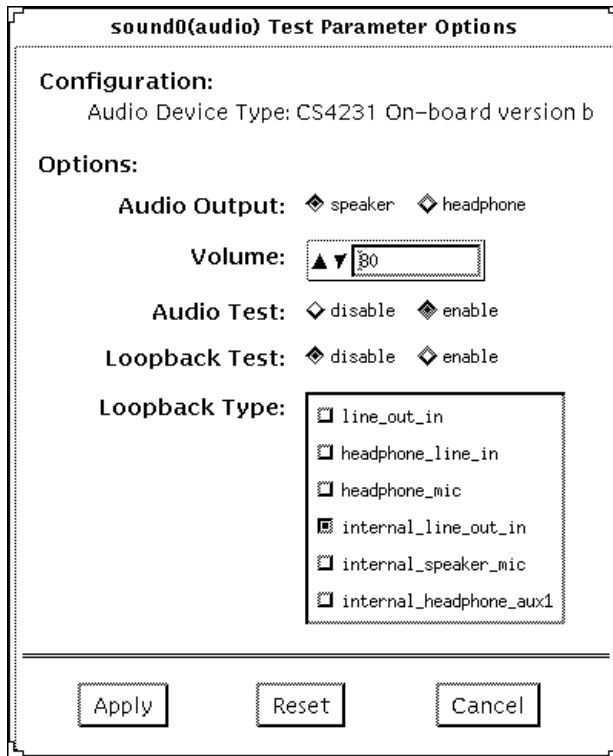 sound0(audio) Test Parameter Options
Configuration:
Audio Device Type: CS4231 On-board version b
Options:
Audio Output: speaker headphone
Volume: 80
Audio Test: disable enable
Loopback Test: disable enable
Loopback Type:
line_out_in
headphone_line_in
headphone_mic
internal_line_out_in
internal_speaker_mic
internal_headphone_aux1
Apply Reset Cancel